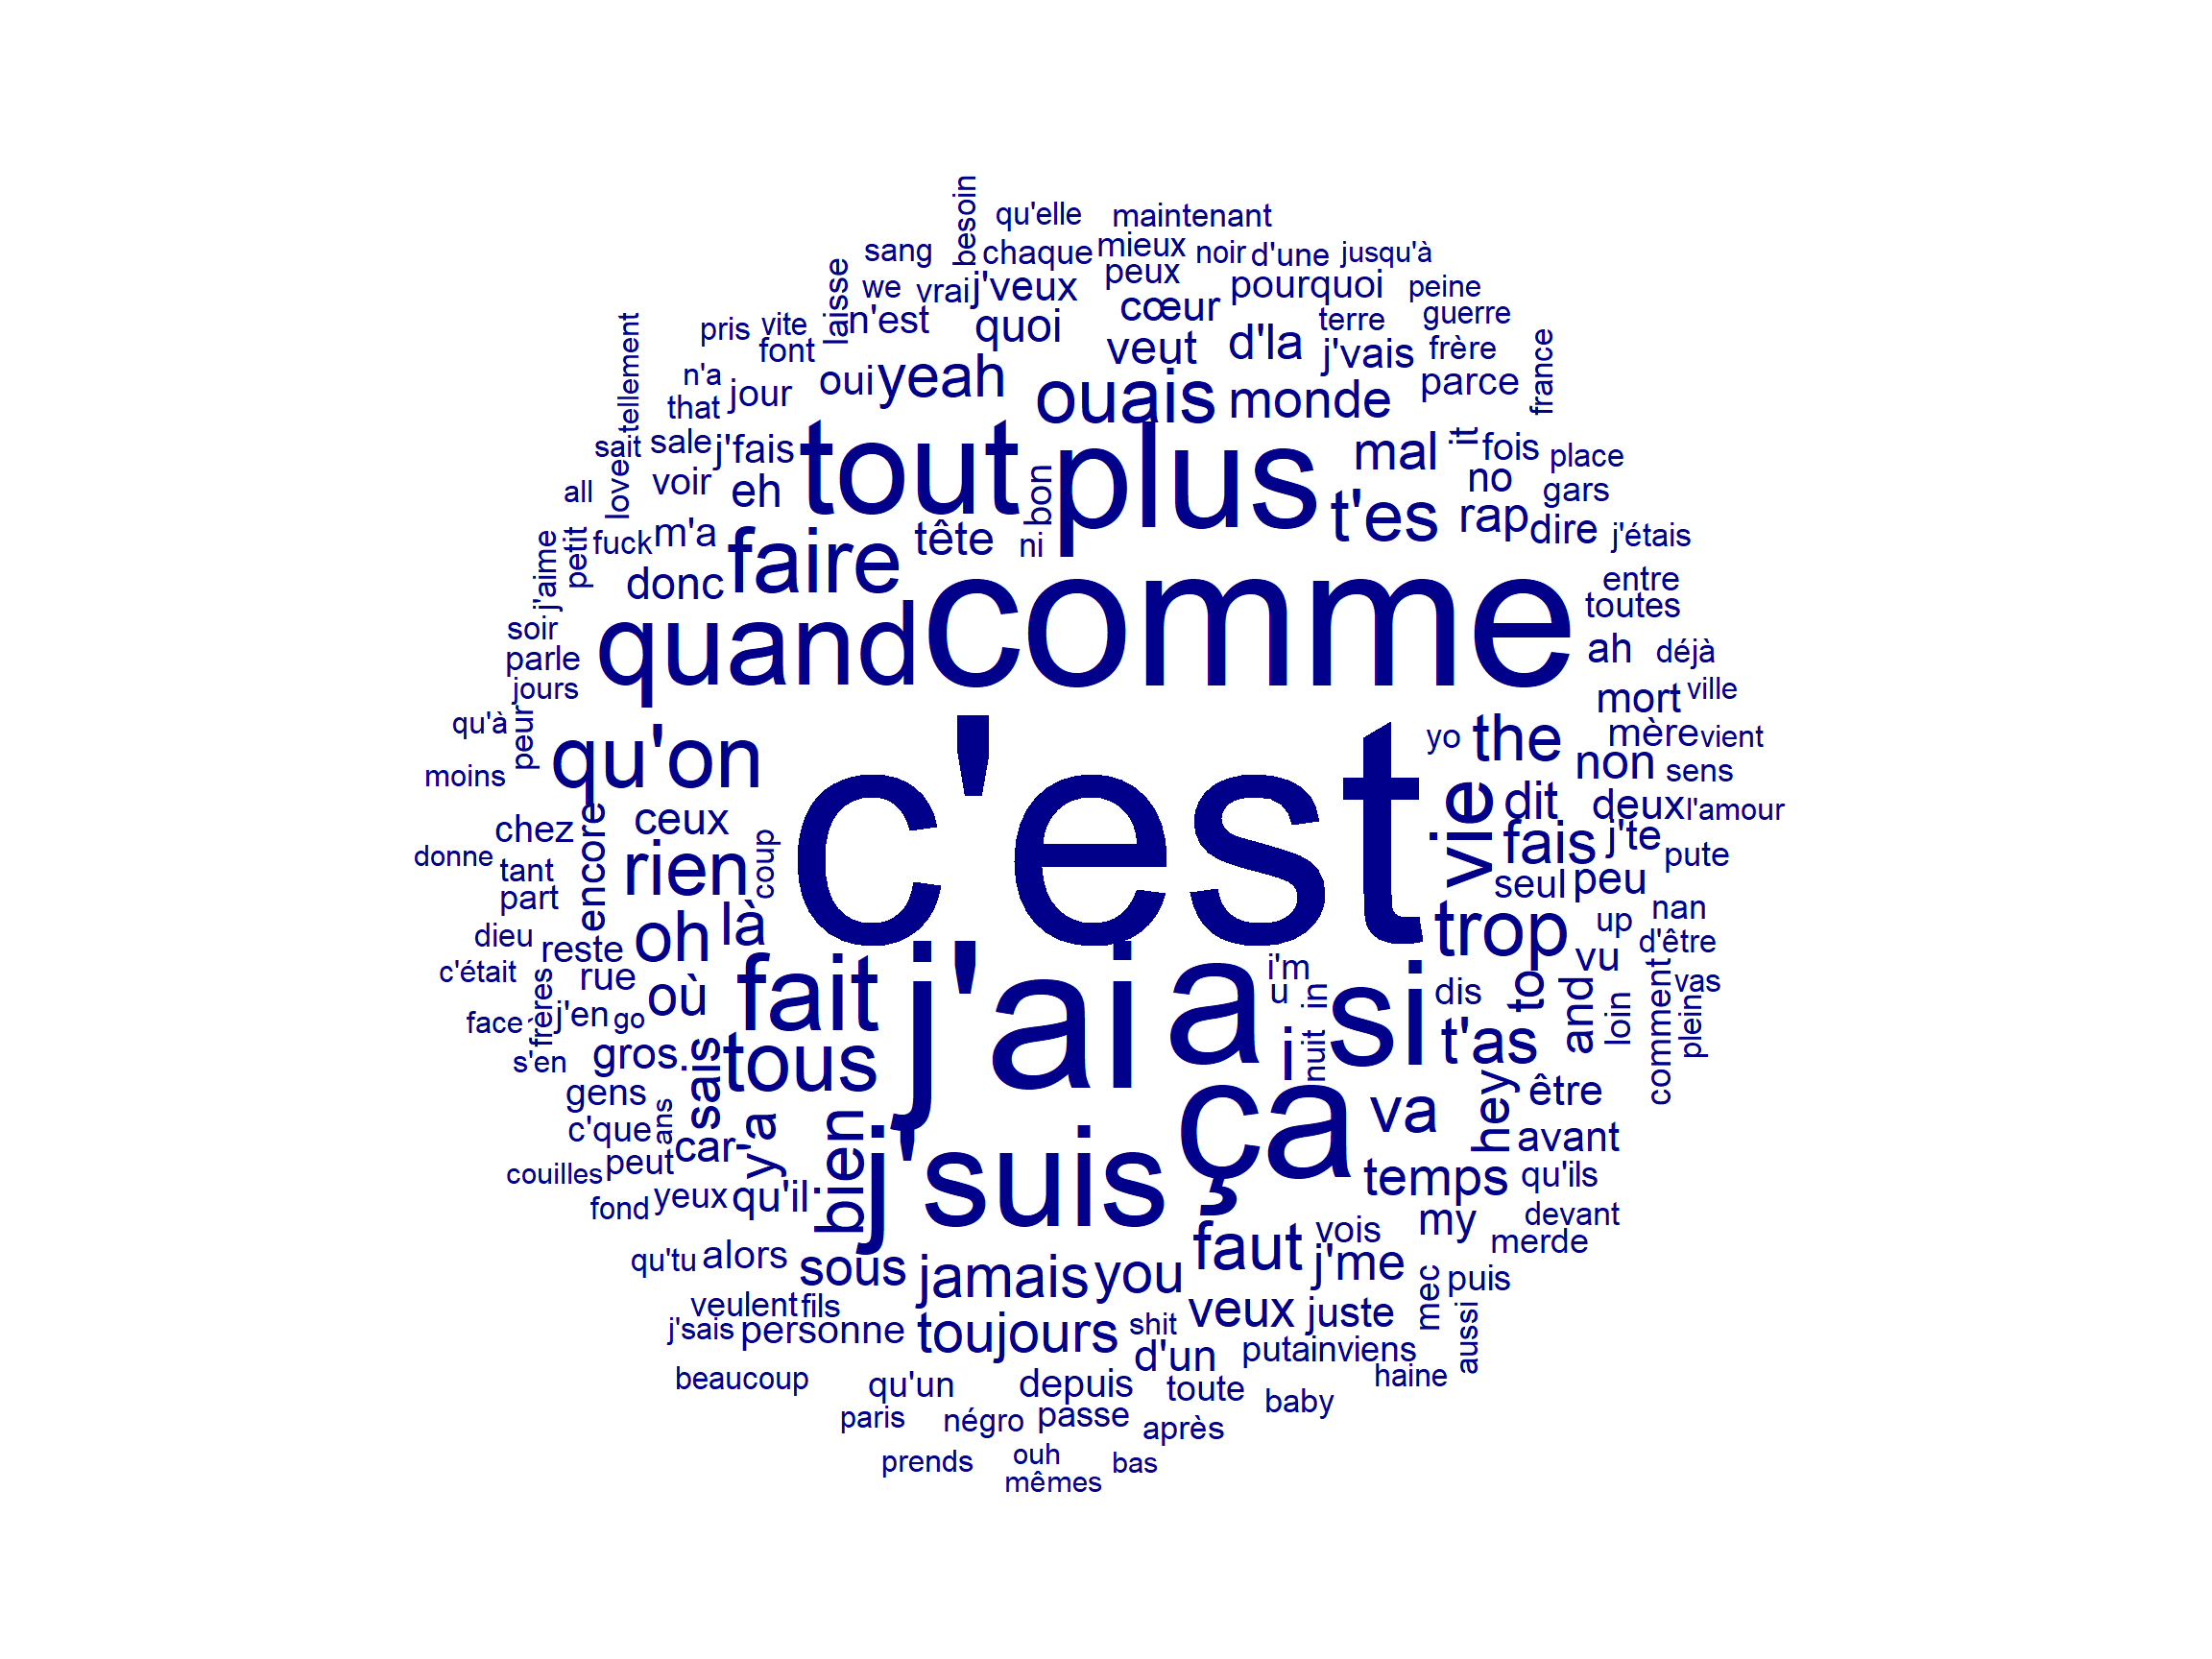 besoin
qu'elle maintenant
sang chaque mieux noir d'une jusqu'à
laisse we vrai j'veux peux pourquoi peine
pris vite n'est quoi cœur terre guerre
tellement font veut d'la j'vais frère france
n'a jour oui yeah ouais monde parce
that
sait sale j'fais tout plus mal it fois place
love voir eh bon no gars
all
petit fuck m'a tête ni t'es rap dire j'étais
j'aime donc faire comme entre
toutes
soir quand ah déjà
parle
jours mort ville
qu'à peur qu'on c'est yo the mère vient
moins non sens
chez encore ceux vie dit deux l'amour
donne tant rien coup fais j'te pute
part seul peu
dieu reste oh là trop up nan
c'était rue i'm vu d'être
face frères j'en go où fait j'ai a u in si dis to and loin comment plein vas
s'en gros sais tous i nuit t'as
gens ans ça va hey être
c'que car- y'a bien j'suis avant
couilles peut temps qu'ils
fond yeux qu'il my devant
qu'tu alors sous jamais you faut vois j'me merde
veulent fils veux juste mec puis
j'sais personne toujours shit d'un putain viens aussi
beaucoup qu'un depuis toute haine
paris négro passe après baby
prends ouh bas
mêmes